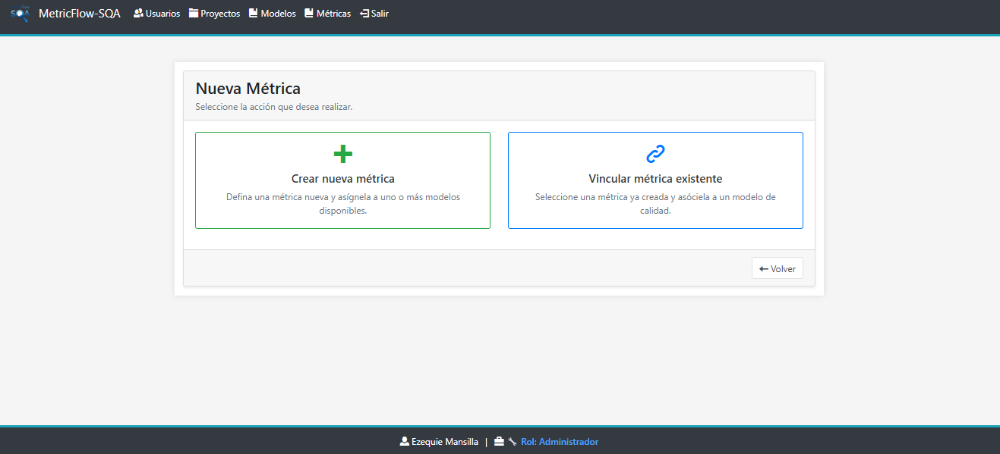 SQA MetricFlow-SQA Usuarios Proyectos Modelos Métricas Salir
Nueva Métrica
Seleccione la acción que desea realizar.
Crear nueva métrica
Defina una métrica nueva y asígnela a uno o más modelos
disponibles.
Vincular métrica existente
Seleccione una métrica ya creada y asóciela a un modelo de
calidad.
Volver
Ezequie Mansilla | Rol: Administrador